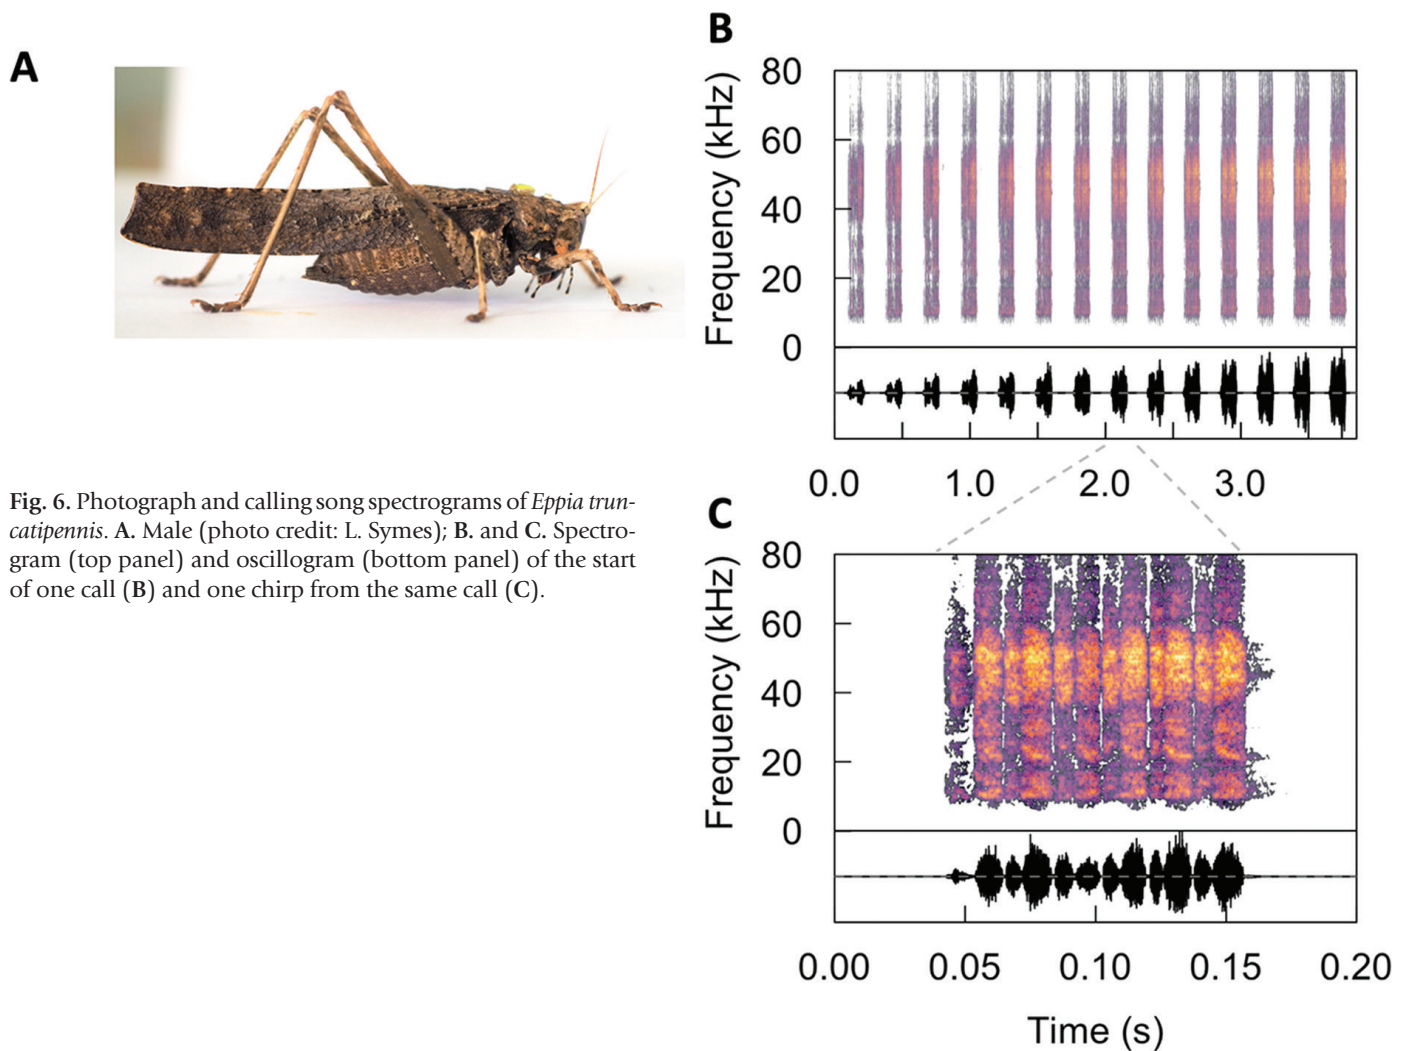 A
B
80
60
40
20
0
Frequency (kHz)
0.0 1.0 2.0 3.0
Fig. 6. Photograph and calling song spectrograms of Eppia trun-
catipennis. A. Male (photo credit: L. Symes); B. and C. Spectro-
gram (top panel) and oscillogram (bottom panel) of the start
of one call (B) and one chirp from the same call (C).
C
80
60
40
20
0
Frequency (kHz)
0.00 0.05 0.10 0.15 0.20
Time (s)